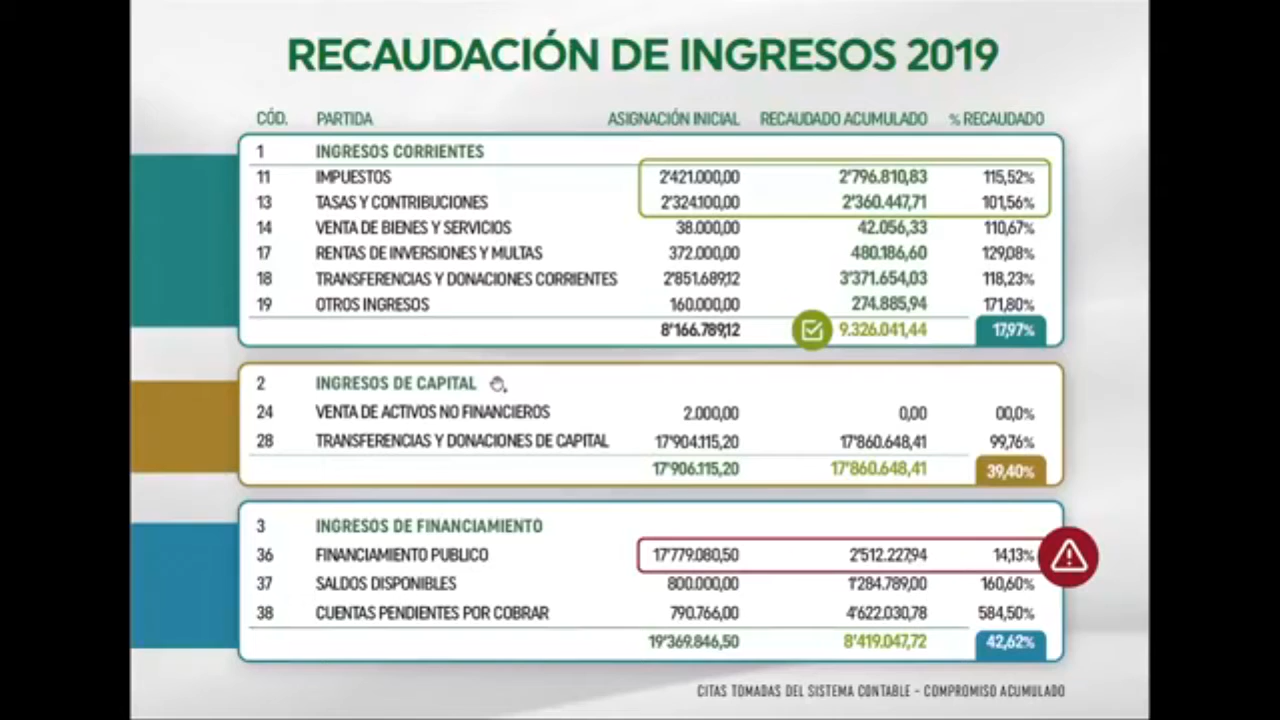 RECAUDACIÓN DE INGRESOS 2019
CÓD. PARTIDA ASIGNACIÓN INICIAL RECAUDADO ACUMULADO % RECAUDADO
1 INGRESOS CORRIENTES
11 IMPUESTOS 2'421.000,00 2'796.810,83 115,52%
13 TASAS Y CONTRIBUCIONES 2'324.100,00 2'360.447,71 101,56%
14 VENTA DE BIENES Y SERVICIOS 38.000,00 42.056,33 110,67%
17 RENTAS DE INVERSIONES Y MULTAS 372.000,00 480.186,60 129,08%
18 TRANSFERENCIAS Y DONACIONES CORRIENTES 2'851.689,12 3'371.654,03 118,23%
19 OTROS INGRESOS 160.000,00 274.885,94 171,80%
8'166.789,12 9.326.041,44 17,97%
2 INGRESOS DE CAPITAL
24 VENTA DE ACTIVOS NO FINANCIEROS 2.000,00 0,00 00,0%
28 TRANSFERENCIAS Y DONACIONES DE CAPITAL 17'904.115,20 17'860.648,41 99,76%
17'906.115,20 17'860.648,41 39,40%
3 INGRESOS DE FINANCIAMIENTO
36 FINANCIAMIENTO PUBLICO 17'779.080,50 2'512.227,94 14,13%
37 SALDOS DISPONIBLES 800.000,00 1'284.789,00 160,60%
38 CUENTAS PENDIENTES POR COBRAR 790.766,00 4'622.030,78 584,50%
19'369.846,50 8'419.047,72 42,62%
CITAS TOMADAS DEL SISTEMA CONTABLE - COMPROMISO ACUMULADO